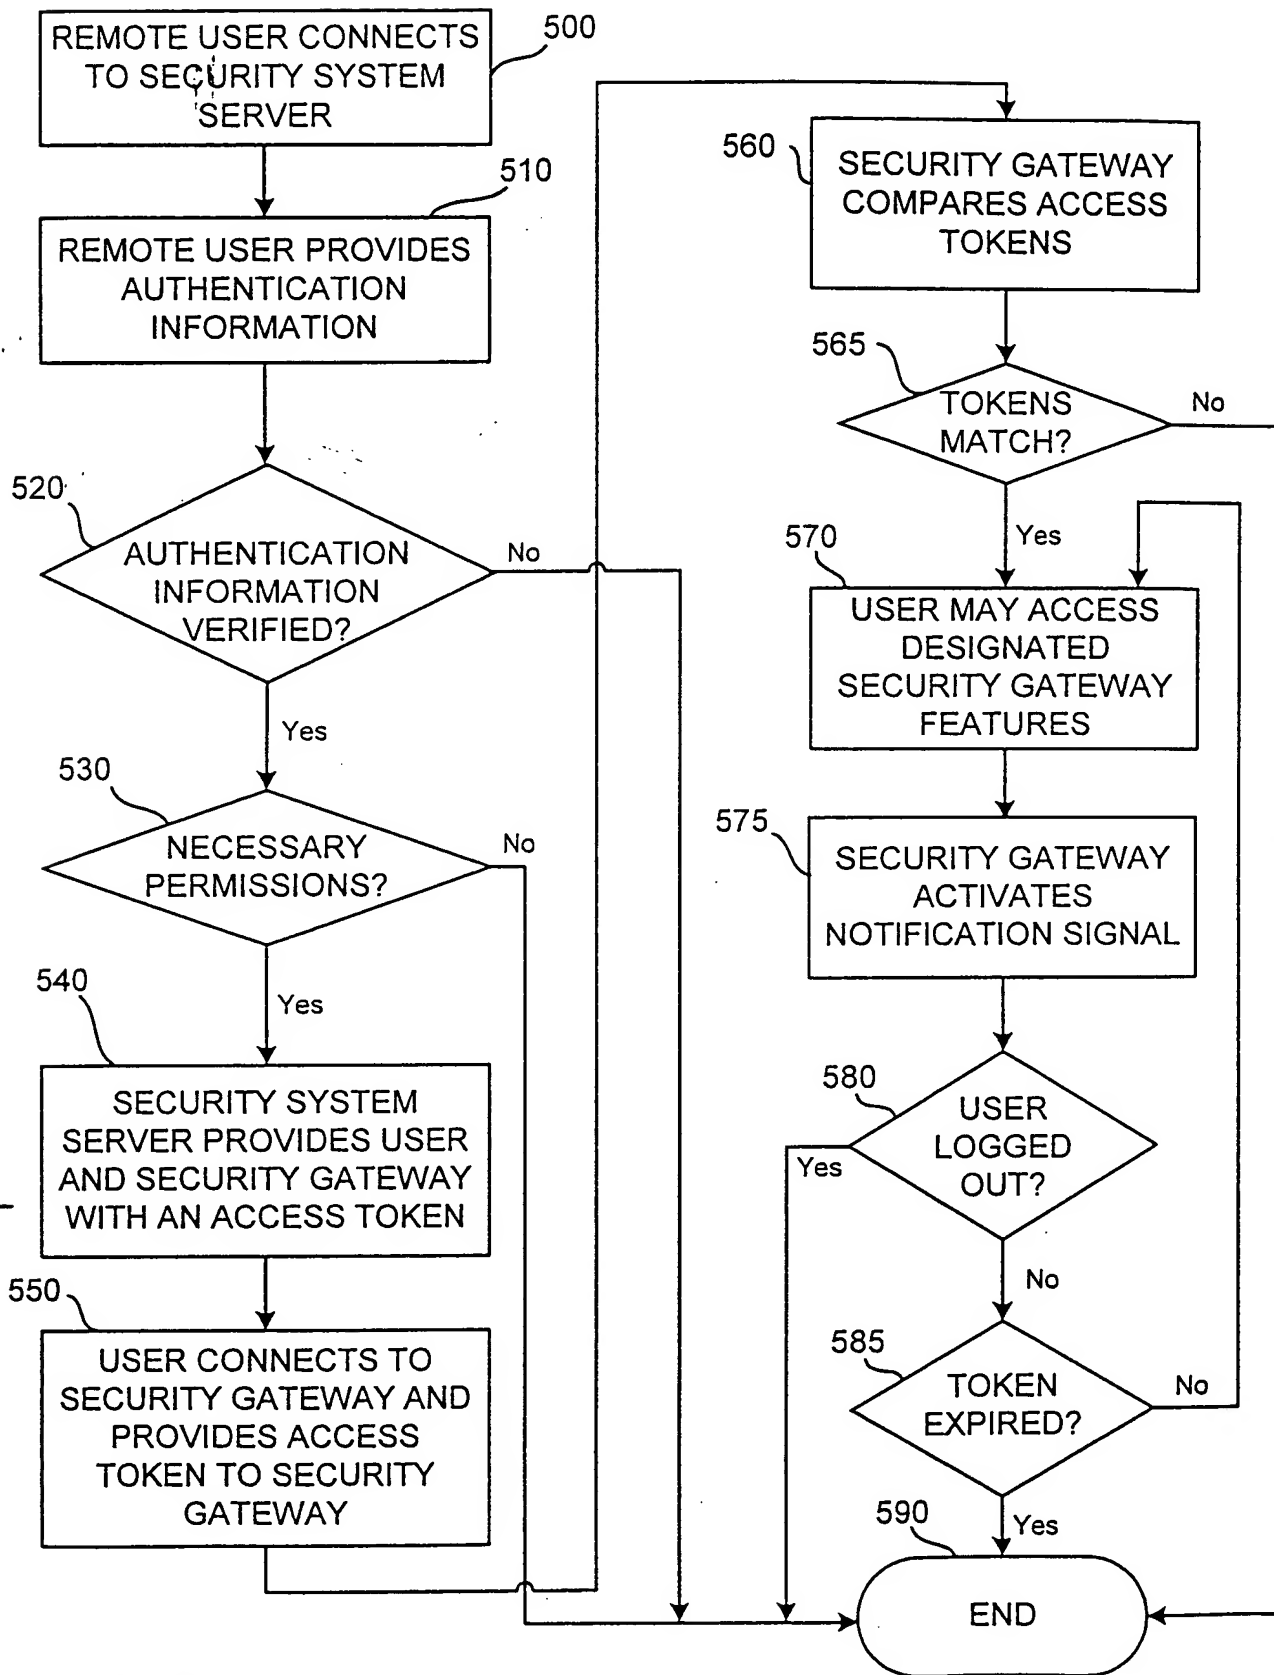 500
REMOTE USER CONNECTS
TO SECURITY SYSTEM
SERVER
510
REMOTE USER PROVIDES
AUTHENTICATION
INFORMATION
520
AUTHENTICATION
INFORMATION
VERIFIED?
No
Yes
530
NECESSARY
PERMISSIONS?
No
Yes
540
SECURITY SYSTEM
SERVER PROVIDES USER
AND SECURITY GATEWAY
WITH AN ACCESS TOKEN
550
USER CONNECTS TO
SECURITY GATEWAY AND
PROVIDES ACCESS
TOKEN TO SECURITY
GATEWAY
560
SECURITY GATEWAY
COMPARES ACCESS
TOKENS
565
TOKENS
MATCH?
No
Yes
570
USER MAY ACCESS
DESIGNATED
SECURITY GATEWAY
FEATURES
575
SECURITY GATEWAY
ACTIVATES
NOTIFICATION SIGNAL
580
USER
LOGGED
OUT?
Yes
No
585
TOKEN
EXPIRED?
No
Yes
590
END